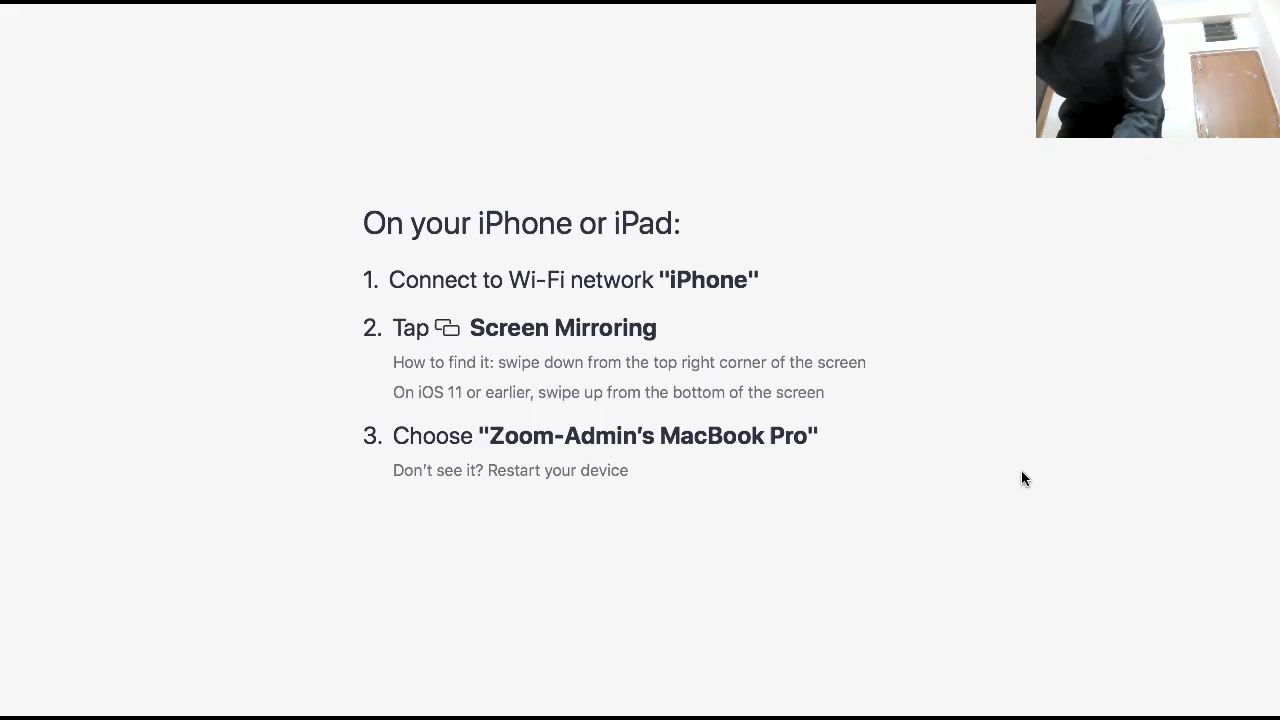 On your iPhone or iPad:
1. Connect to Wi-Fi network "iPhone"
2. Tap Screen Mirroring
How to find it: swipe down from the top right corner of the screen
On iOS 11 or earlier, swipe up from the bottom of the screen
3. Choose "Zoom-Admin's MacBook Pro"
Don't see it? Restart your device